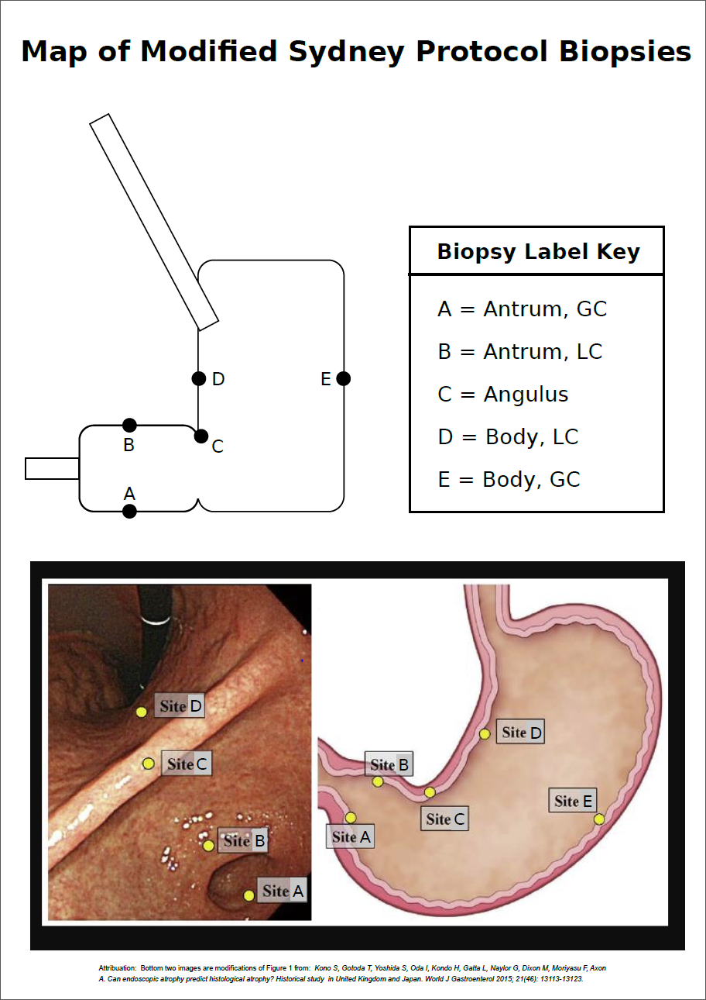 Map of Modified Sydney Protocol Biopsies
D
E
B
C
A
Biopsy Label Key
A = Antrum, GC
B = Antrum, LC
C = Angulus
D = Body, LC
E = Body, GC
Site D
Site C
Site B
Site A
Site D
Site B
Site E
Site C
Site A
Attribuation: Bottom two images are modifications of Figure 1 from: Kono S, Gotoda T, Yoshida S, Oda I, Kondo H, Gatta L, Naylor G, Dixon M, Moriyasu F, Axon
A. Can endoscopic atrophy predict histological atrophy? Historical study in United Kingdom and Japan. World J Gastroenterol 2015; 21(46): 13113-13123.